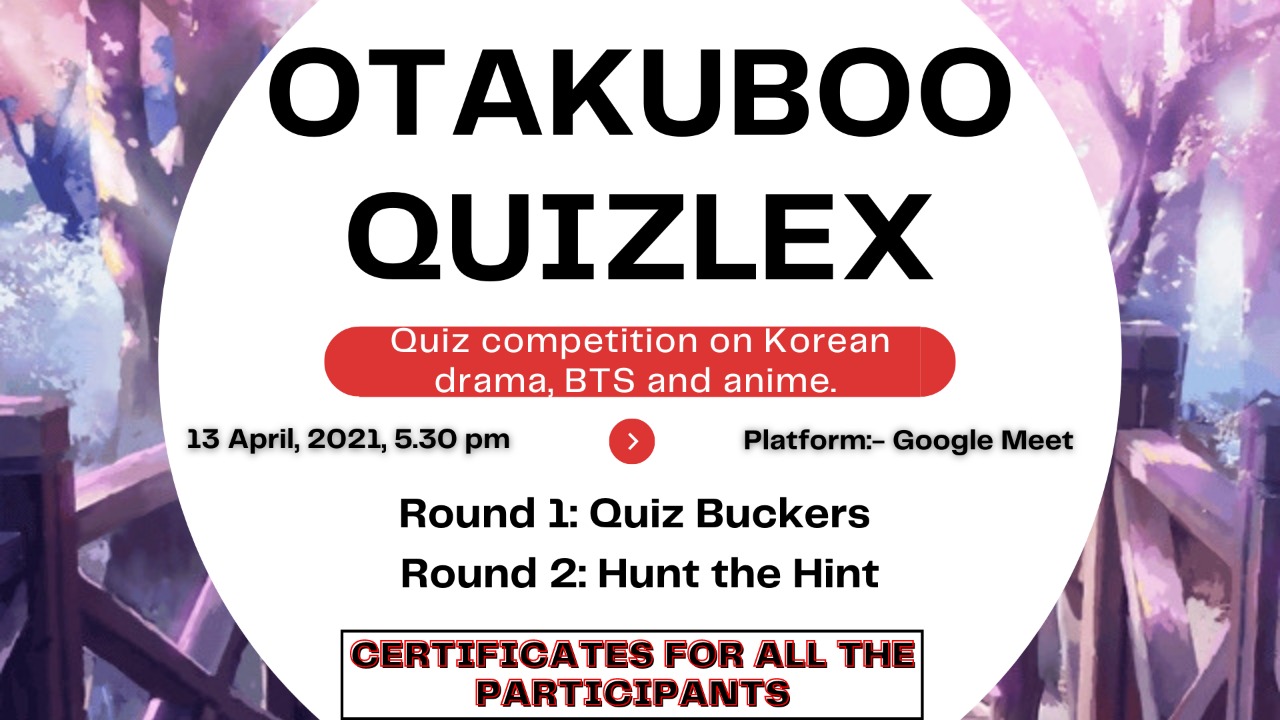 OTAKUBOO
QUIZLEX
Quiz competition on Korean
drama, BTS and anime.
13 April, 2021, 5.30 pm
Platform:- Google Meet
Round 1: Quiz Buckers
Round 2: Hunt the Hint
CERTIFICATES FOR ALL THE
PARTICIPANTS